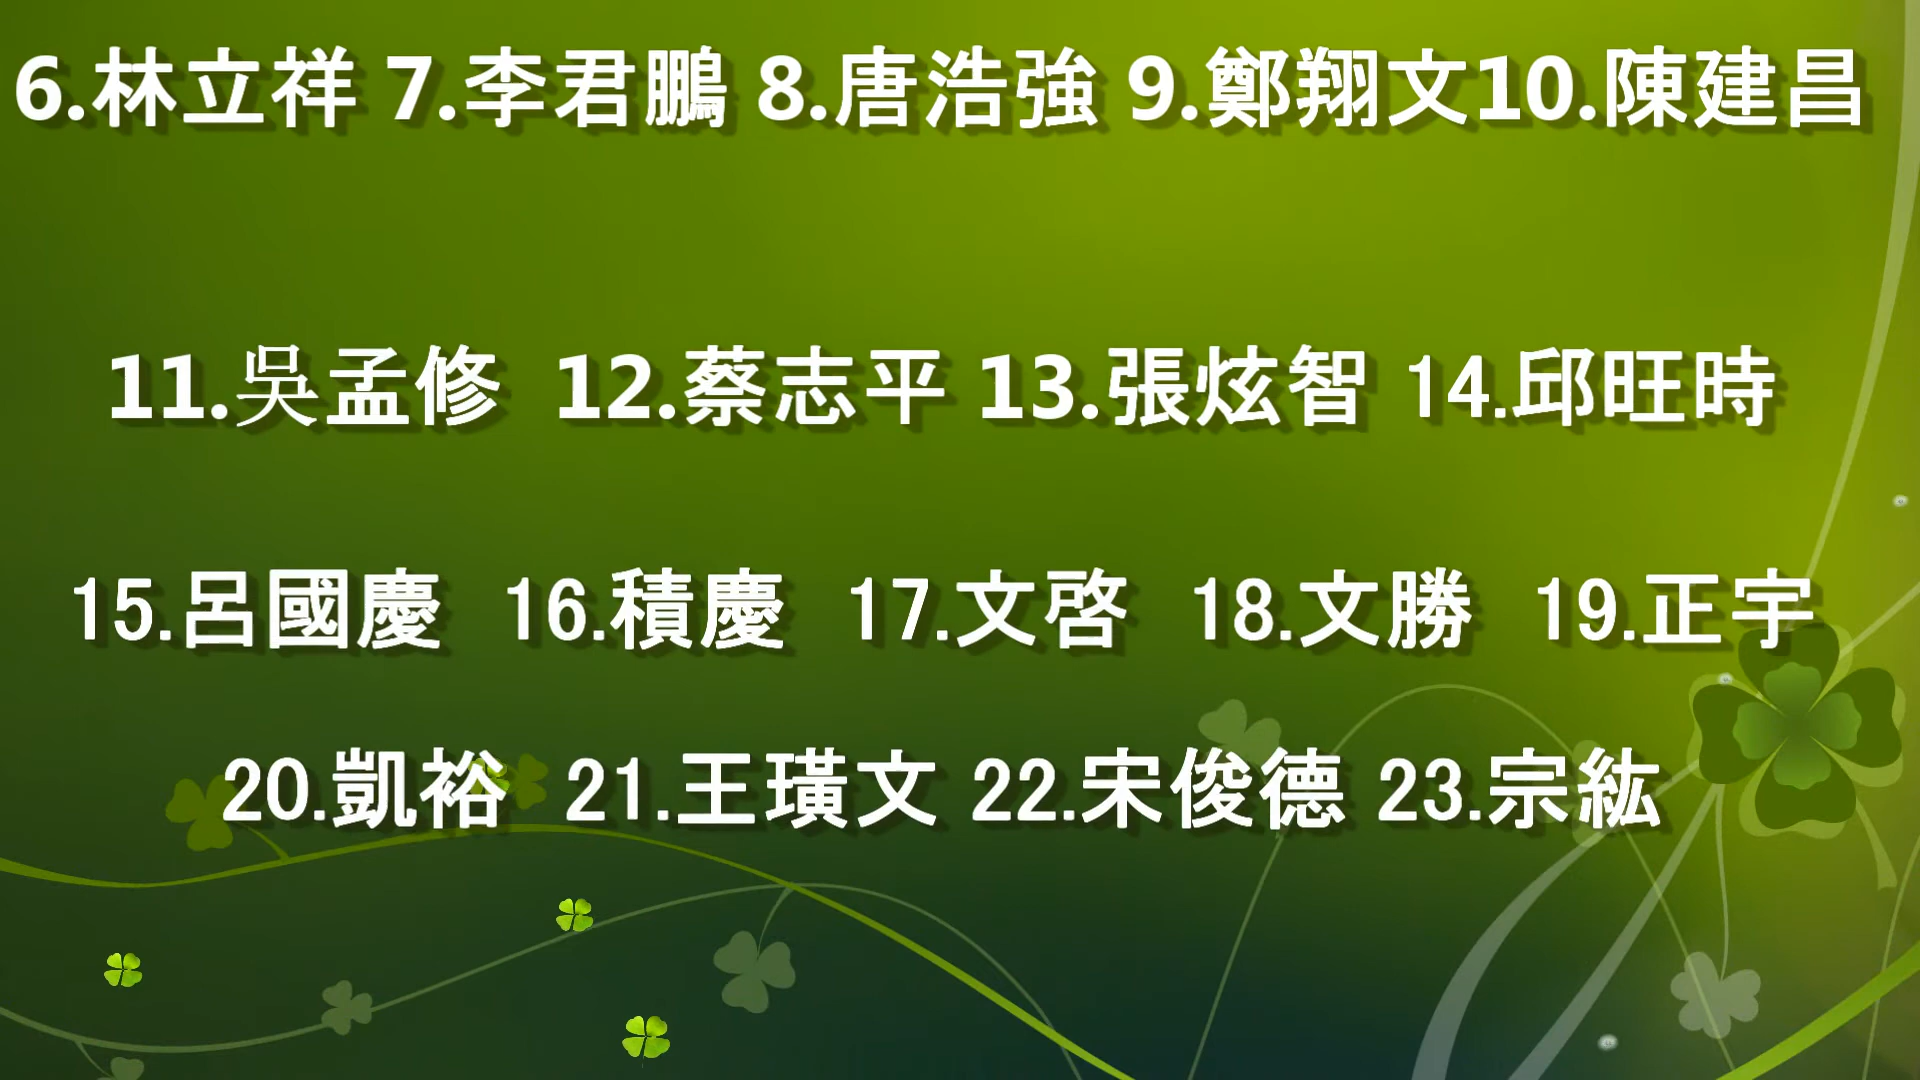 6.林立祥 7.李君鵬 8.唐浩強 9.鄭翔文10.陳建昌
11.吳孟修 12.蔡志平 13.張炫智 14.邱旺時
15.呂國慶 16.積慶 17.文啓 18.文勝 19.正宇
20.凱裕 21.王璜文 22.宋俊德 23.宗紘